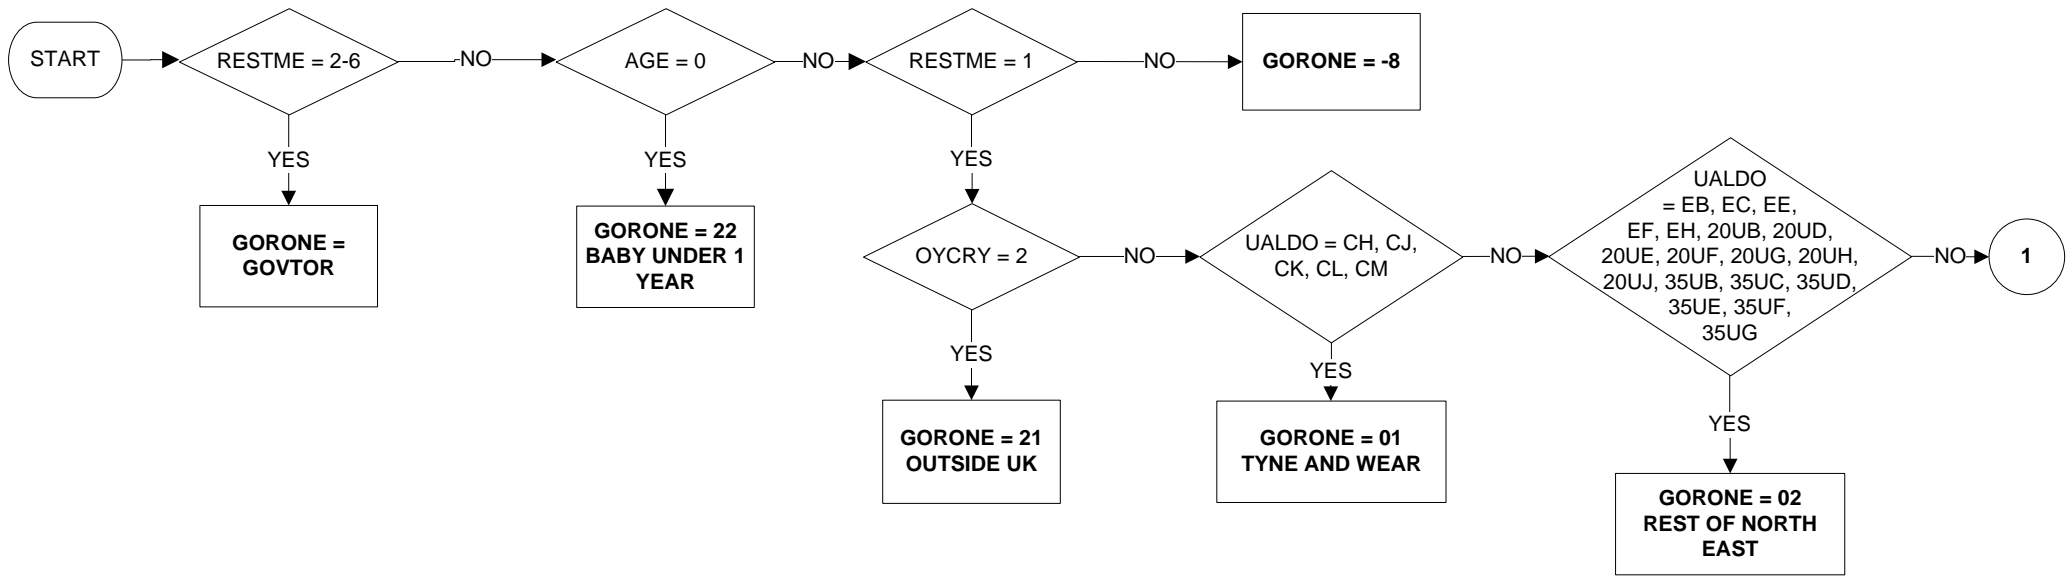 START
RESTME = 2-6
NO
AGE = 0
NO
RESTME = 1
NO
GORONE = -8
YES
GORONE =
GOVTOR
YES
GORONE = 22
BABY UNDER 1
YEAR
YES
OYCRY = 2
NO
UALDO = CH, CJ,
CK, CL, CM
NO
UALDO
= EB, EC, EE,
EF, EH, 20UB, 20UD,
20UE, 20UF, 20UG, 20UH,
20UJ, 35UB, 35UC, 35UD,
35UE, 35UF,
35UG
NO
1
YES
GORONE = 21
OUTSIDE UK
YES
GORONE = 01
TYNE AND WEAR
YES
GORONE = 02
REST OF NORTH
EAST